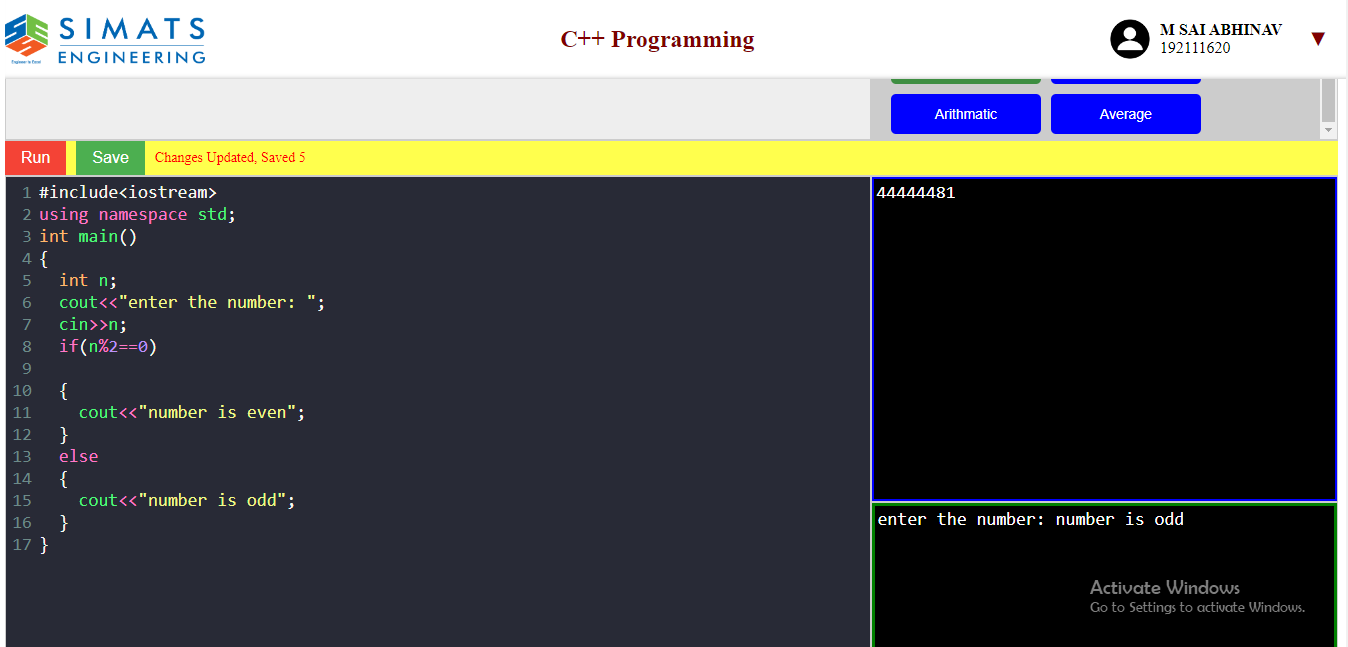 SIMATS
ENGINEERING
Engineer to Excel
C++ Programming
M SAI ABHINAV
192111620
▼
Arithmatic
Average
Run
Save
Changes Updated, Saved 5
1 #include<iostream>
2 using namespace std;
3 int main()
4 {
5   int n;
6   cout<<"enter the number: ";
7   cin>>n;
8   if(n%2==0)
9
10   {
11     cout<<"number is even";
12   }
13   else
14   {
15     cout<<"number is odd";
16   }
17 }
44444481
enter the number: number is odd
Activate Windows
Go to Settings to activate Windows.